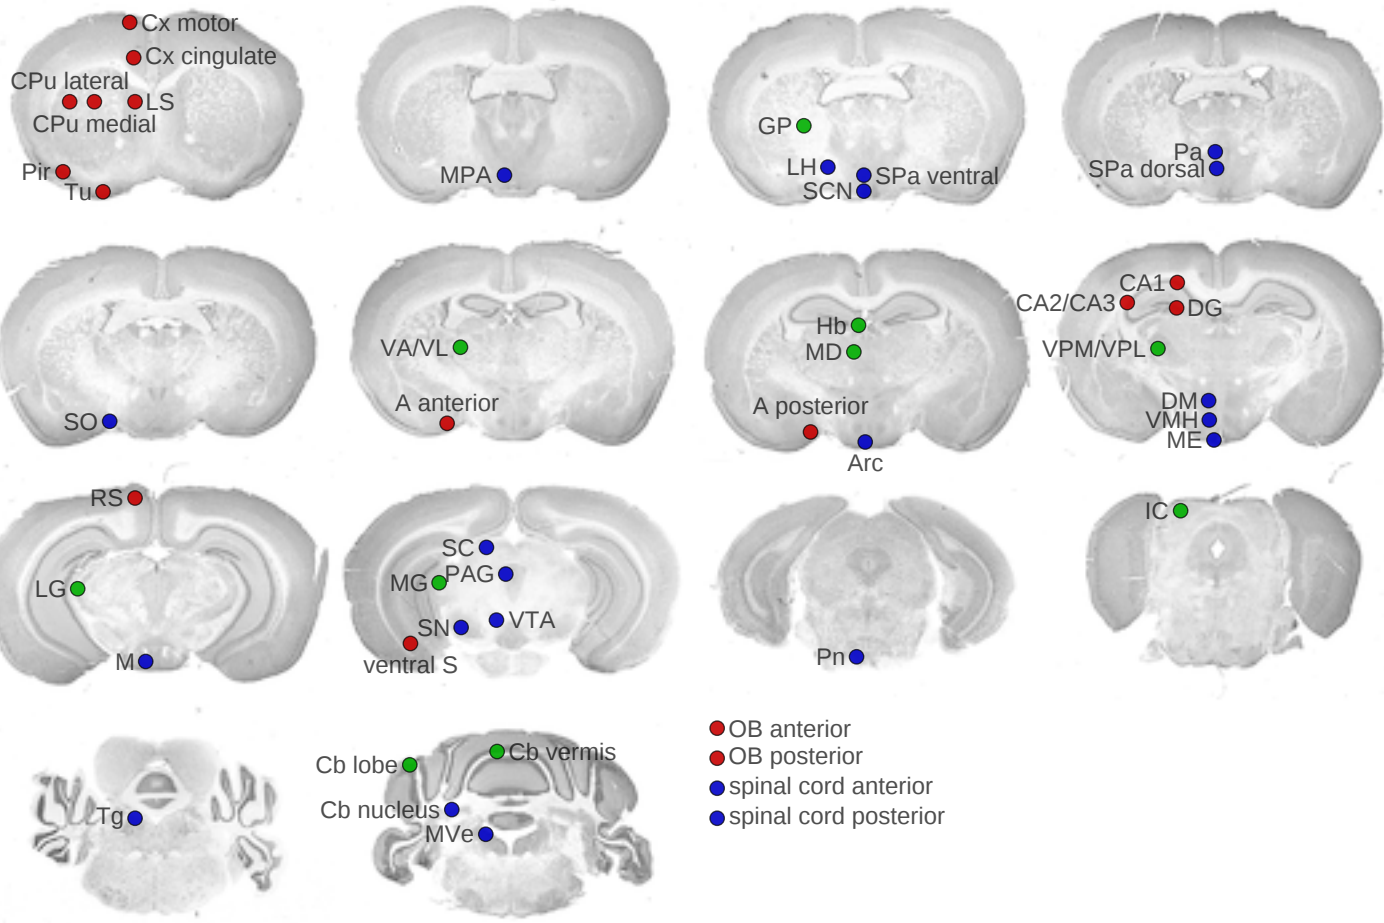 Cx motor
Cx cingulate
CPu lateral
LS
CPu medial
Pir
Tu
MPA
GP
LH
SPa ventral
SCN
Pa
SPa dorsal
SO
VA/VL
A anterior
Hb
MD
A posterior
Arc
CA1
CA2/CA3
DG
VPM/VPL
DM
VMH
ME
RS
LG
M
SC
MG
PAG
SN
VTA
ventral S
Pn
IC
Tg
Cb lobe
Cb vermis
Cb nucleus
MVe
OB anterior
OB posterior
spinal cord anterior
spinal cord posterior